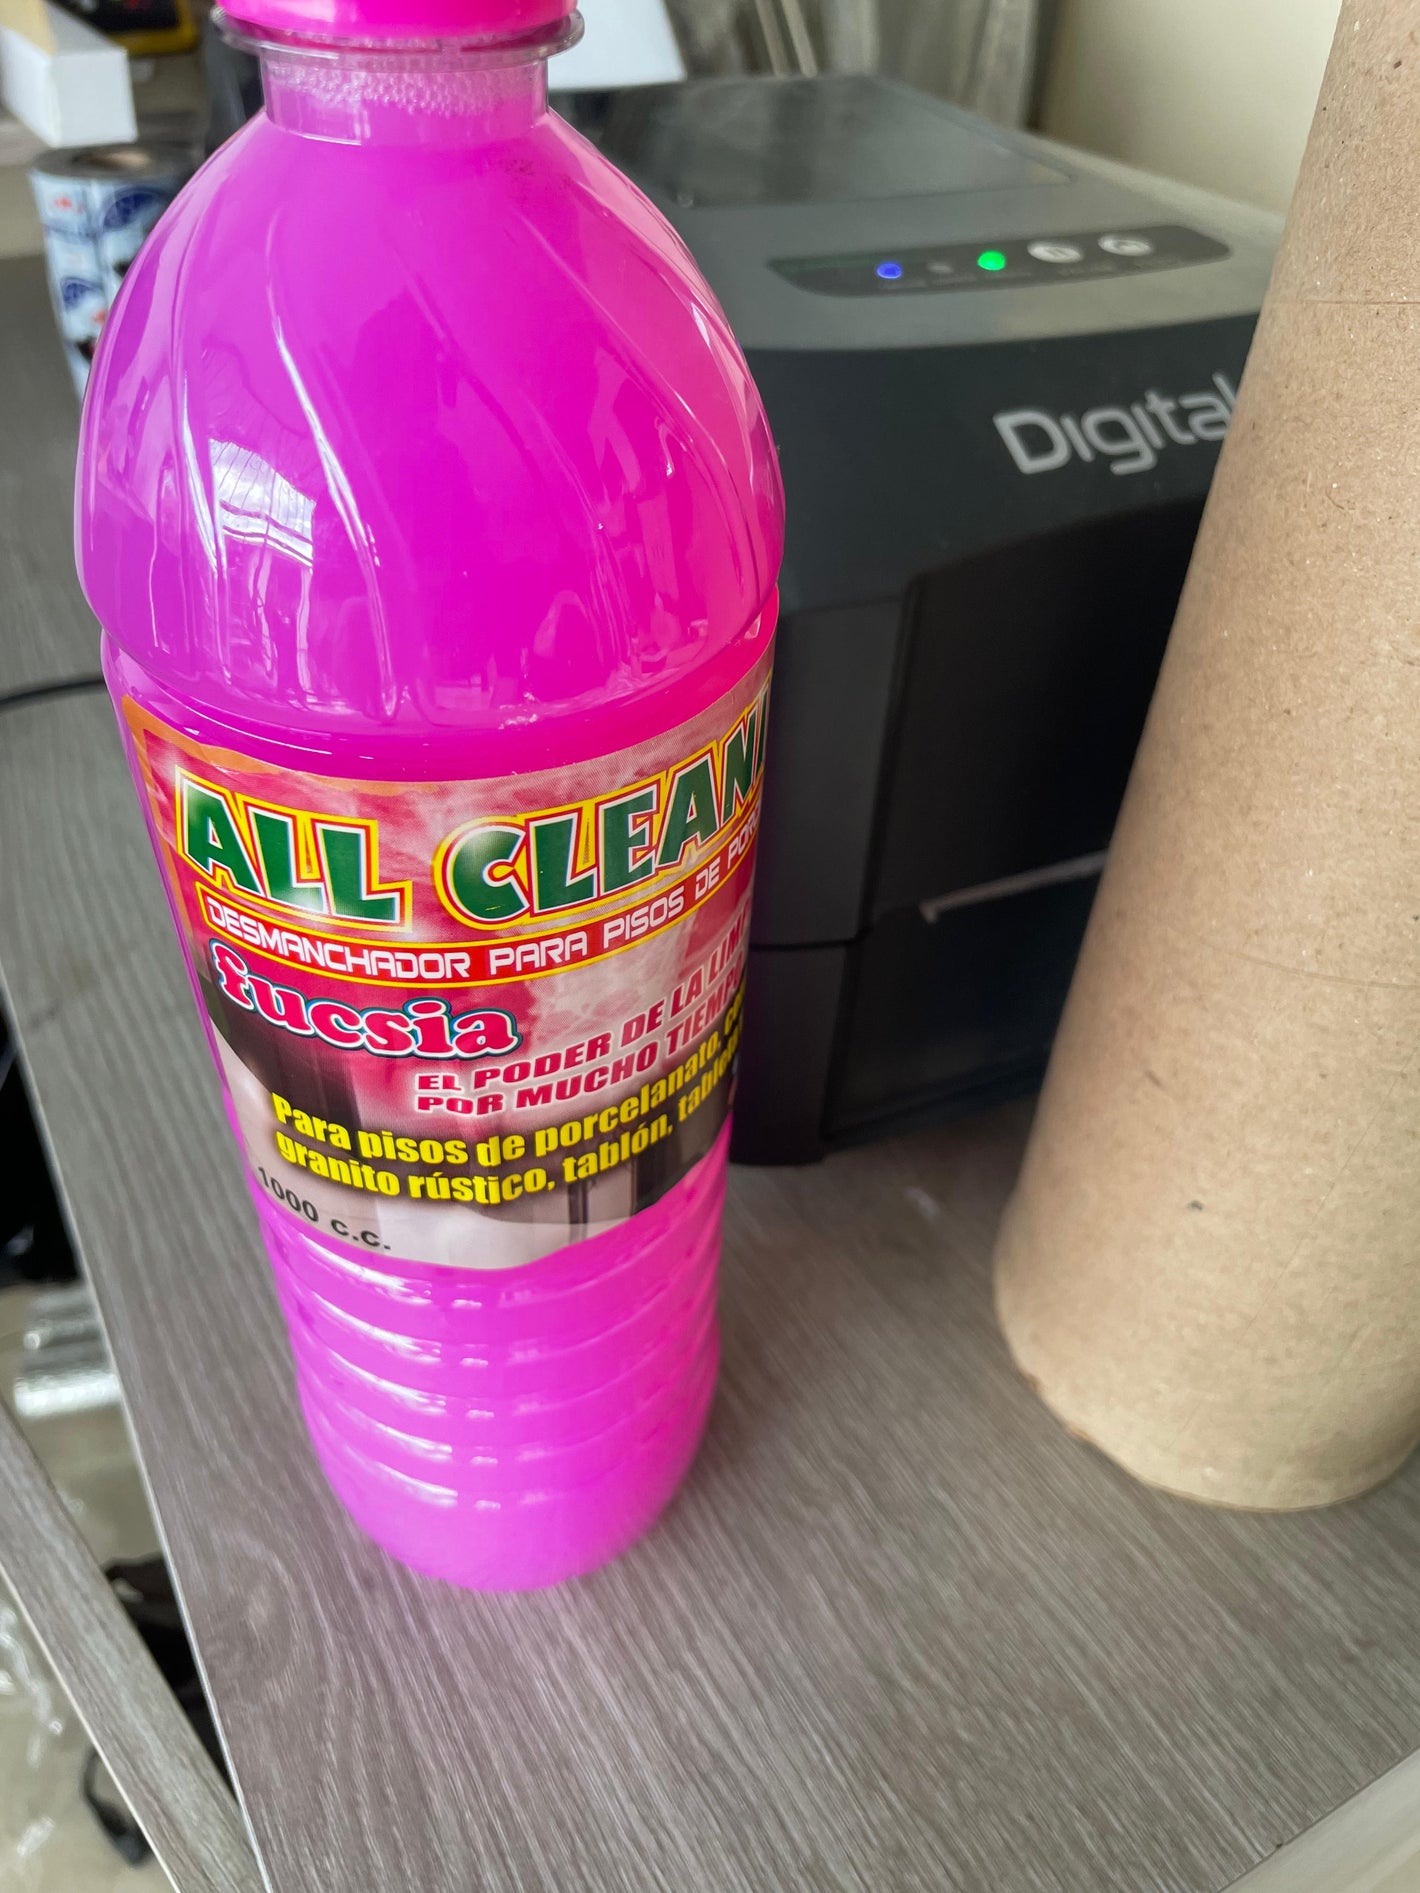 Digital
ALL CLEAN
DESMANCHADOR PARA PISOS DE
fucsia
EL PODER DE LA
POR MUCHO
Para pisos de porcelanato,
granito rústico, tablón,
1000 c.c.